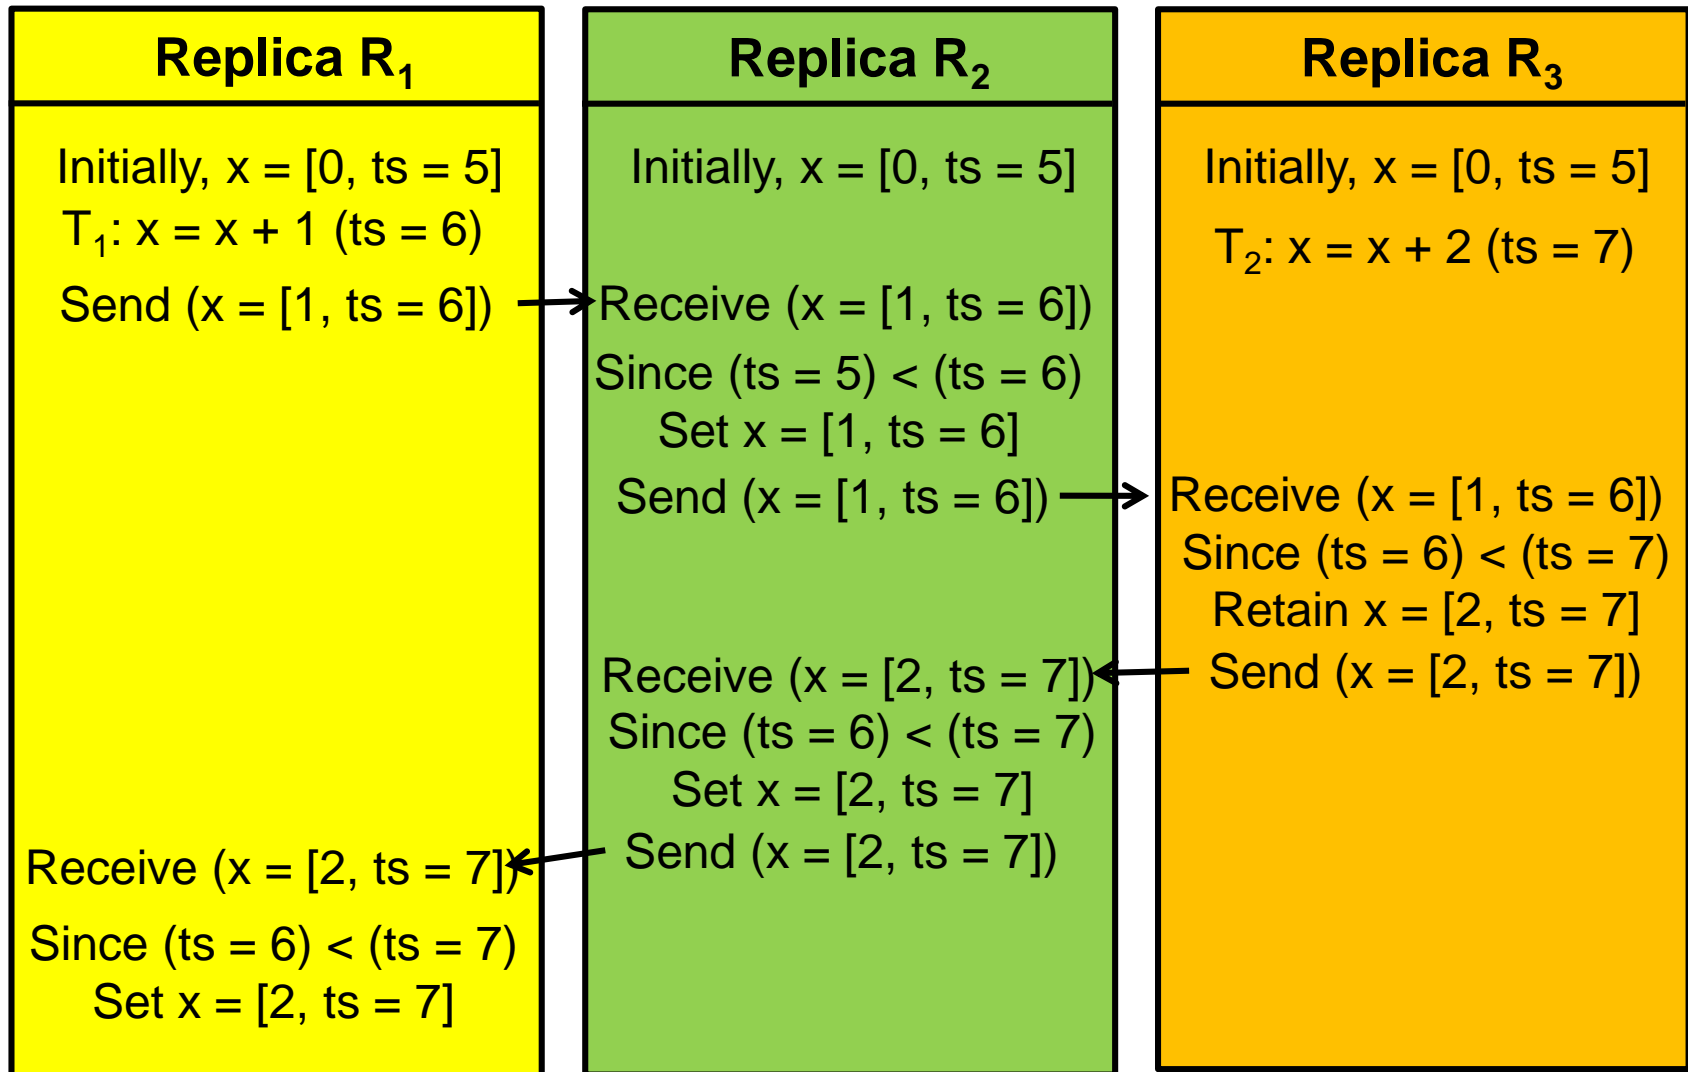 Replica R₁
Initially, x = [0, ts = 5]
T₁: x = x + 1 (ts = 6)
Send (x = [1, ts = 6])
Receive (x = [2, ts = 7])
Since (ts = 6) < (ts = 7)
Set x = [2, ts = 7]
Replica R₂
Initially, x = [0, ts = 5]
Receive (x = [1, ts = 6])
Since (ts = 5) < (ts = 6)
Set x = [1, ts = 6]
Send (x = [1, ts = 6])
Receive (x = [2, ts = 7])
Since (ts = 6) < (ts = 7)
Set x = [2, ts = 7]
Send (x = [2, ts = 7])
Replica R₃
Initially, x = [0, ts = 5]
T₂: x = x + 2 (ts = 7)
Receive (x = [1, ts = 6])
Since (ts = 6) < (ts = 7)
Retain x = [2, ts = 7]
Send (x = [2, ts = 7])